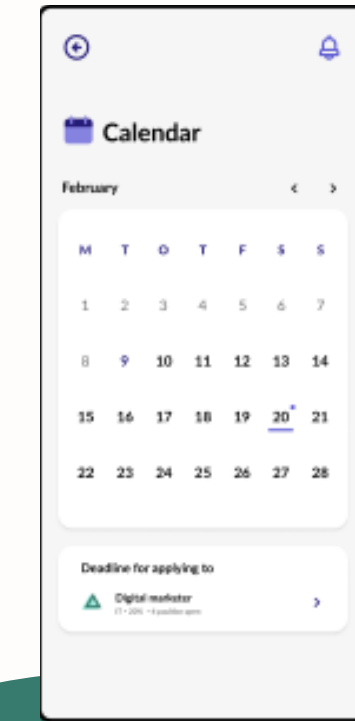 Calendar
February
M T O T F S S
1 2 3 4 5 6 7
8 9 10 11 12 13 14
15 16 17 18 19 20 21
22 23 24 25 26 27 28
Deadline for applying to
Digital marketer